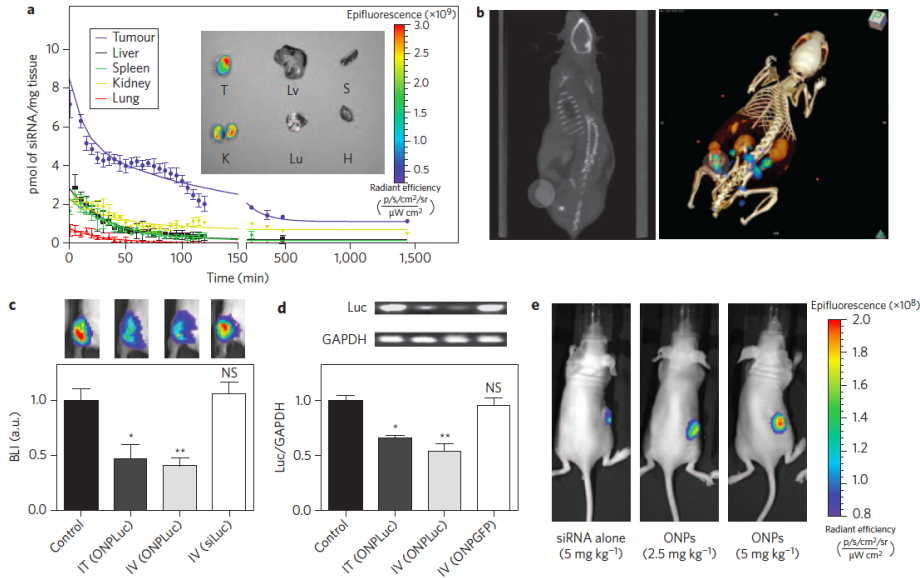 a
Epifluorescence (×10⁹)
12
10
8
6
4
2
0
pmol of siRNA/mg tissue
Tumour
Liver
Spleen
Kidney
Lung
T
Lv
S
K
Lu
H
3.0
2.5
2.0
1.5
1.0
0.5
Radiant efficiency
(p/s/cm²/sr / μW cm²)
0
50
100
150
500
1,000
1,500
Time (min)
b
P
c
BLI (a.u.)
1.0
0.5
0.0
*
**
NS
Control
IT (ONPLuc)
IV (ONPLuc)
IV (siLuc)
d
Luc
GAPDH
Luc/GAPDH
1.0
0.5
0.0
*
**
NS
Control
IT (ONPLuc)
IV (ONPLuc)
IV (ONPGFP)
e
siRNA alone
(5 mg kg⁻¹)
ONPs
(2.5 mg kg⁻¹)
ONPs
(5 mg kg⁻¹)
Epifluorescence (×10⁸)
2.0
1.8
1.6
1.4
1.2
1.0
0.8
Radiant efficiency
(p/s/cm²/sr / μW cm²)